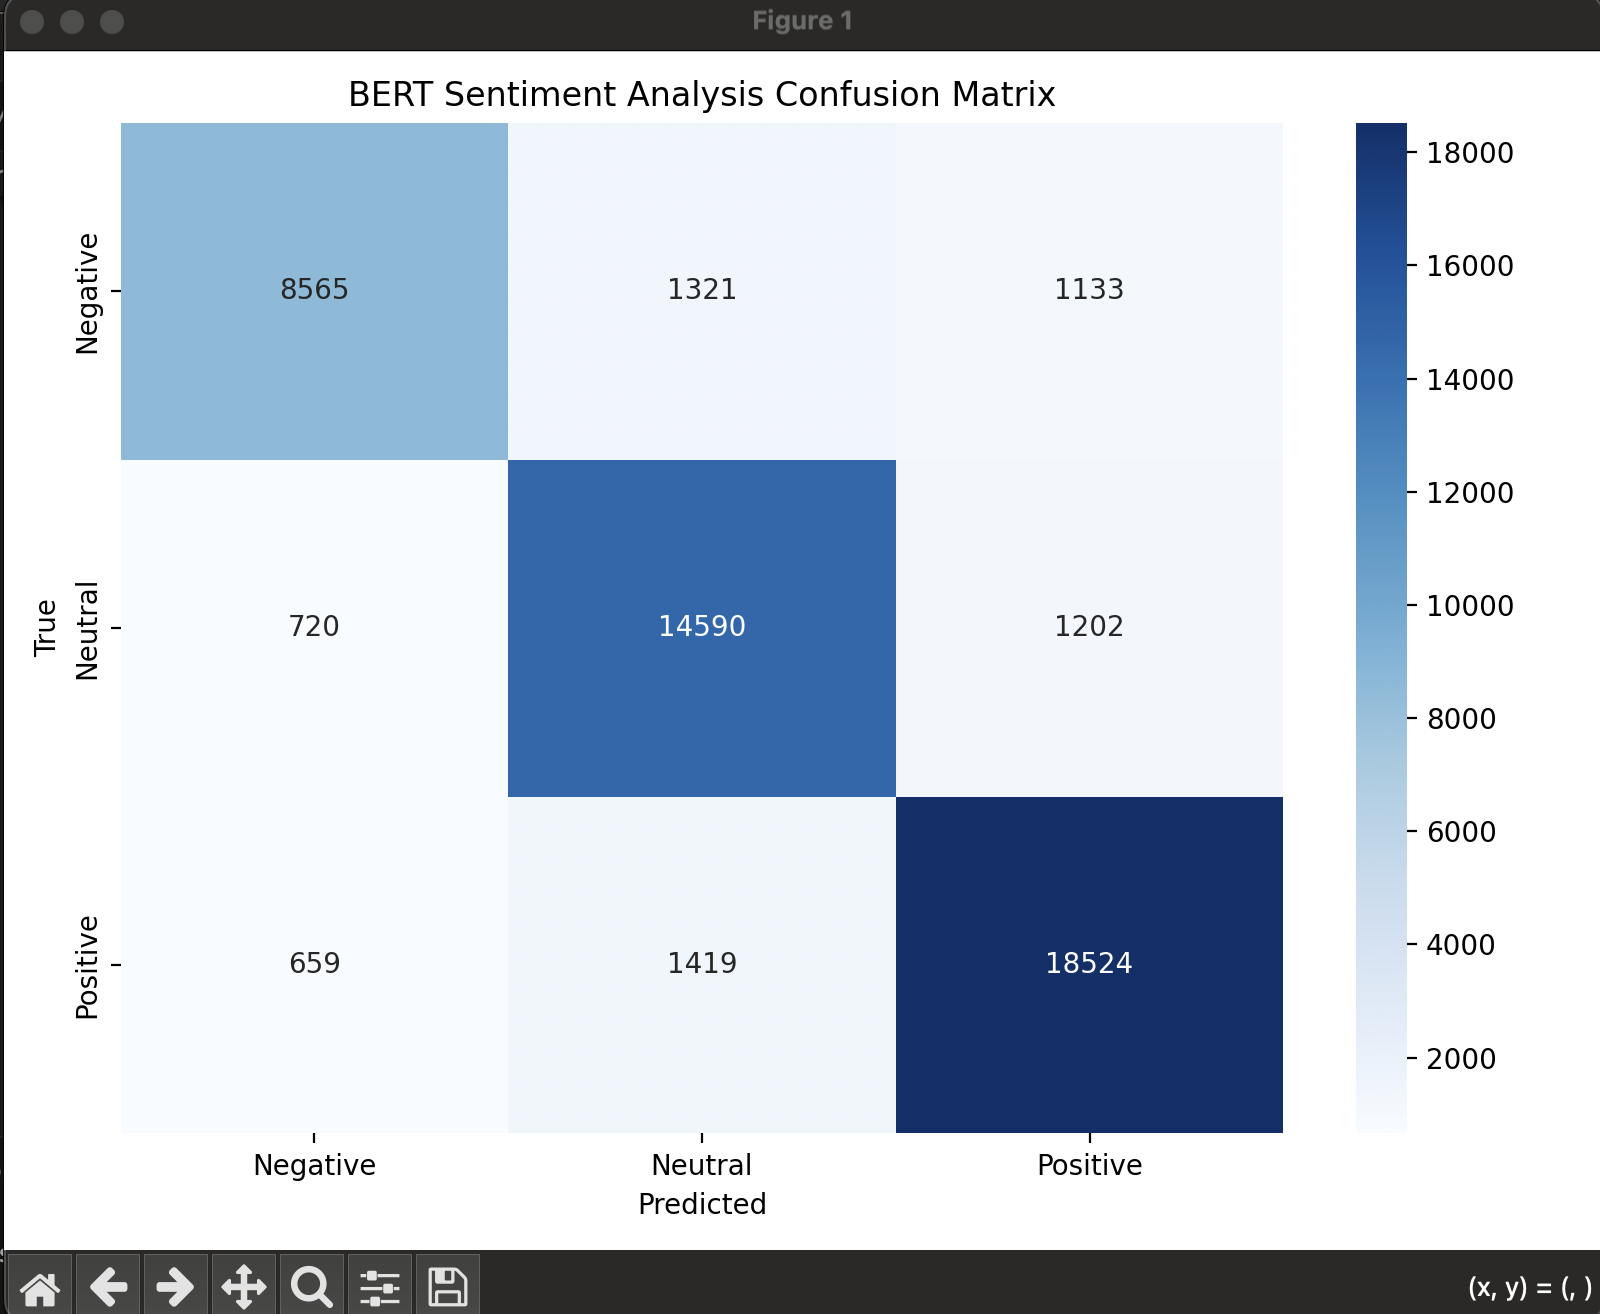 Figure 1
BERT Sentiment Analysis Confusion Matrix
True
Negative
Neutral
Positive
8565 1321 1133
720 14590 1202
659 1419 18524
Negative Neutral Positive
Predicted
18000
16000
14000
12000
10000
8000
6000
4000
2000
(x, y) = (, )